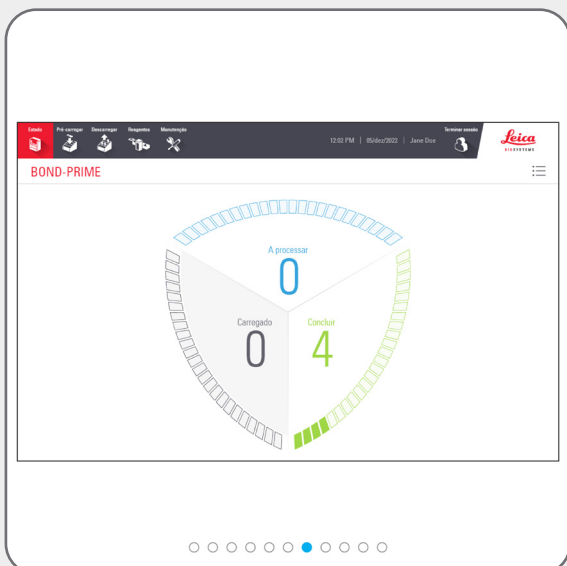 Estado Pré-carregar Descarregar Reagentes Manutenção
12:02 PM | 05/dez/2022 | Jane Doe
Terminar sessão
Leica
BIOSYSTEMS
BOND-PRIME
A processar
0
Carregado
0
Concluir
4